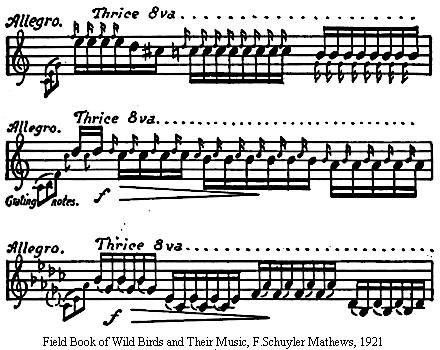 Allegro. Thrice 8va
Allegro. Thrice 8va
Grating notes. f
Allegro. Thrice 8va
f
Field Book of Wild Birds and Their Music, F.Schuyler Mathews, 1921